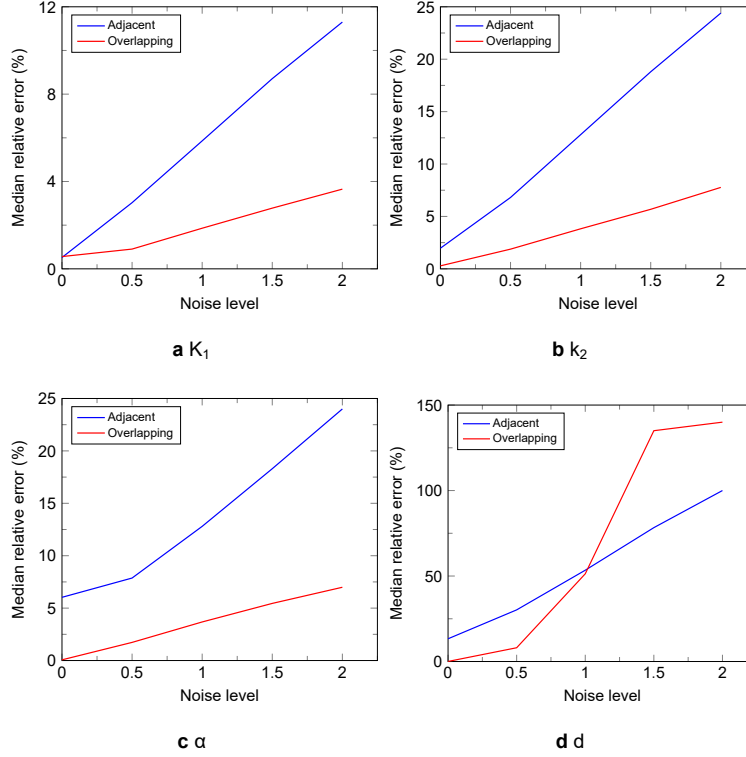 12
8
4
0
0
0.5
1
1.5
2
Median relative error (%)
Noise level
Adjacent
Overlapping
a K₁
25
20
15
10
5
0
0
0.5
1
1.5
2
Median relative error (%)
Noise level
Adjacent
Overlapping
b k₂
25
20
15
10
5
0
0
0.5
1
1.5
2
Median relative error (%)
Noise level
Adjacent
Overlapping
c α
150
100
50
0
0
0.5
1
1.5
2
Median relative error (%)
Noise level
Adjacent
Overlapping
d d